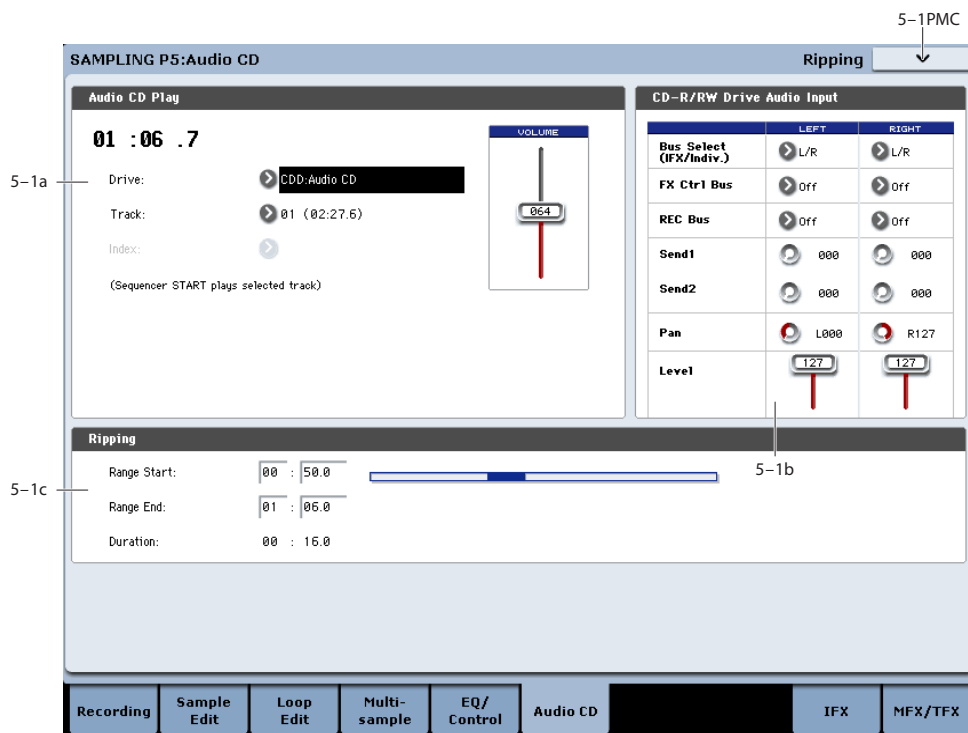 5-1PMC
SAMPLING P5:Audio CD
Ripping
Audio CD Play
01 :06 .7
VOLUME
064
5-1a
Drive:
CDD:Audio CD
Track:
01 (02:27.6)
Index:
(Sequencer START plays selected track)
CD-R/RW Drive Audio Input
LEFT RIGHT
Bus Select
(IFX/Indiv.)
L/R L/R
FX Ctrl Bus Off Off
REC Bus Off Off
Send1 000 000
Send2 000 000
Pan L000 R127
Level 127 127
5-1b
Ripping
5-1c
Range Start: 00 : 50.0
Range End: 01 : 06.0
Duration: 00 : 16.0
Recording
Sample
Edit
Loop
Edit
Multi-
sample
EQ/
Control
Audio CD
IFX
MFX/TFX